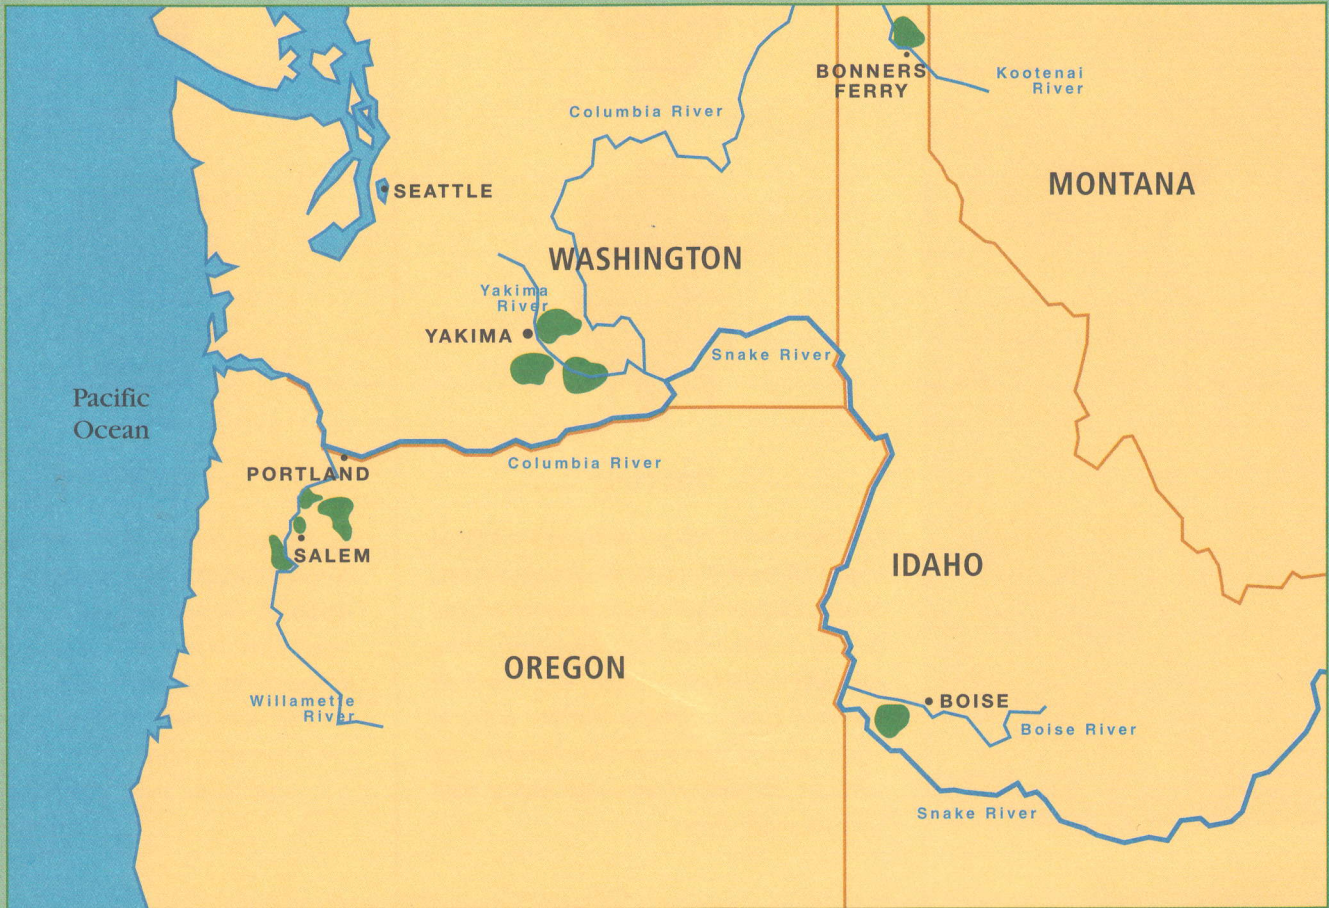 BONNERS
FERRY
Kootenai
River
Columbia River
MONTANA
SEATTLE
WASHINGTON
Yakima
River
YAKIMA
Snake River
Pacific
Ocean
Columbia River
PORTLAND
SALEM
IDAHO
OREGON
Willamette
River
BOISE
Boise River
Snake River